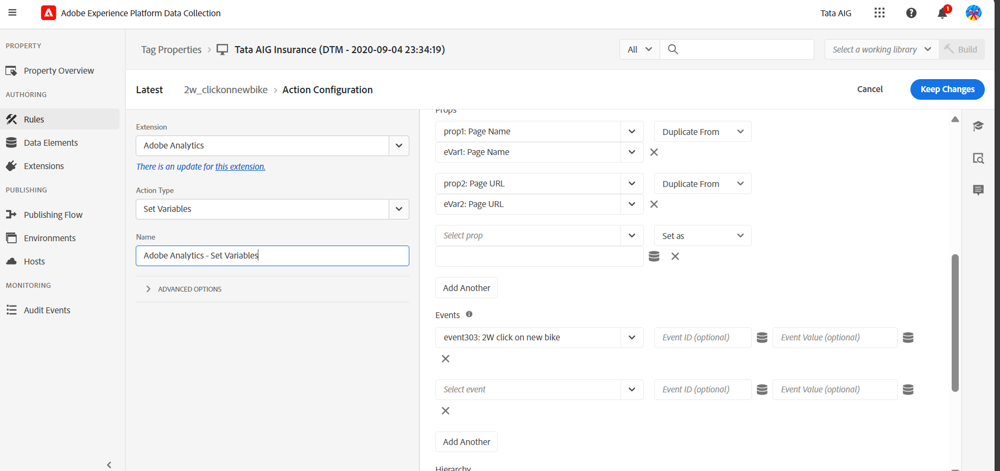 Adobe Experience Platform Data Collection
Tata AIG
1
PROPERTY
Property Overview
AUTHORING
Rules
Data Elements
Extensions
PUBLISHING
Publishing Flow
Environments
Hosts
MONITORING
Audit Events
Tag Properties
Tata AIG Insurance (DTM - 2020-09-04 23:34:19)
All
Select a working library
Build
Latest
2w_clickonnewbike
Action Configuration
Cancel
Keep Changes
Extension
Adobe Analytics
There is an update for this extension.
Action Type
Set Variables
Name
Adobe Analytics - Set Variables
ADVANCED OPTIONS
Props
prop1: Page Name
Duplicate From
eVar1: Page Name
prop2: Page URL
Duplicate From
eVar2: Page URL
Select prop
Set as
Add Another
Events
event303: 2W click on new bike
Event ID (optional)
Event Value (optional)
Select event
Event ID (optional)
Event Value (optional)
Add Another
Hierarchy